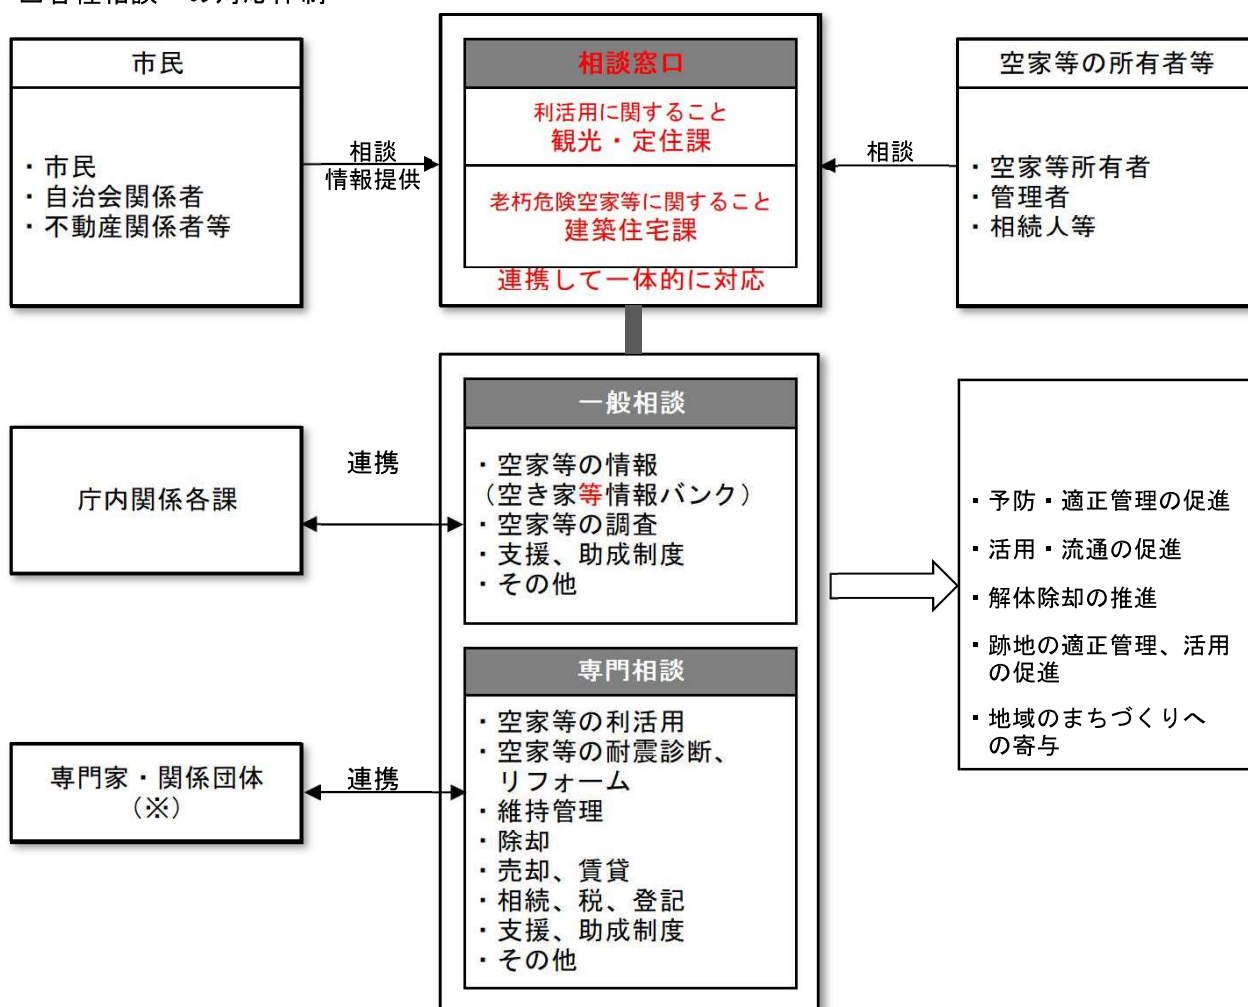 市民
・市民
・自治会関係者
・不動産関係者等
相談
情報提供
相談窓口
利活用に関すること
観光・定住課
老朽危険空家等に関すること
建築住宅課
連携して一体的に対応
相談
空家等の所有者等
・空家等所有者
・管理者
・相続人等
庁内関係各課
連携
一般相談
・空家等の情報
（空き家等情報バンク）
・空家等の調査
・支援、助成制度
・その他
専門家・関係団体
（※）
連携
専門相談
・空家等の利活用
・空家等の耐震診断、
リフォーム
・維持管理
・除却
・売却、賃貸
・相続、税、登記
・支援、助成制度
・その他
・予防・適正管理の促進
・活用・流通の促進
・解体除却の推進
・跡地の適正管理、活用
の促進
・地域のまちづくりへ
の寄与